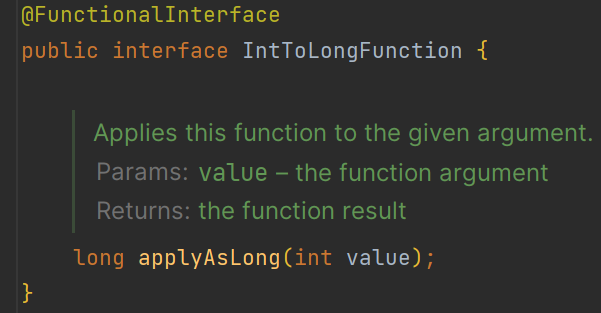 @FunctionalInterface
public interface IntToLongFunction {
Applies this function to the given argument.
Params: value – the function argument
Returns: the function result
long applyAsLong(int value);
}